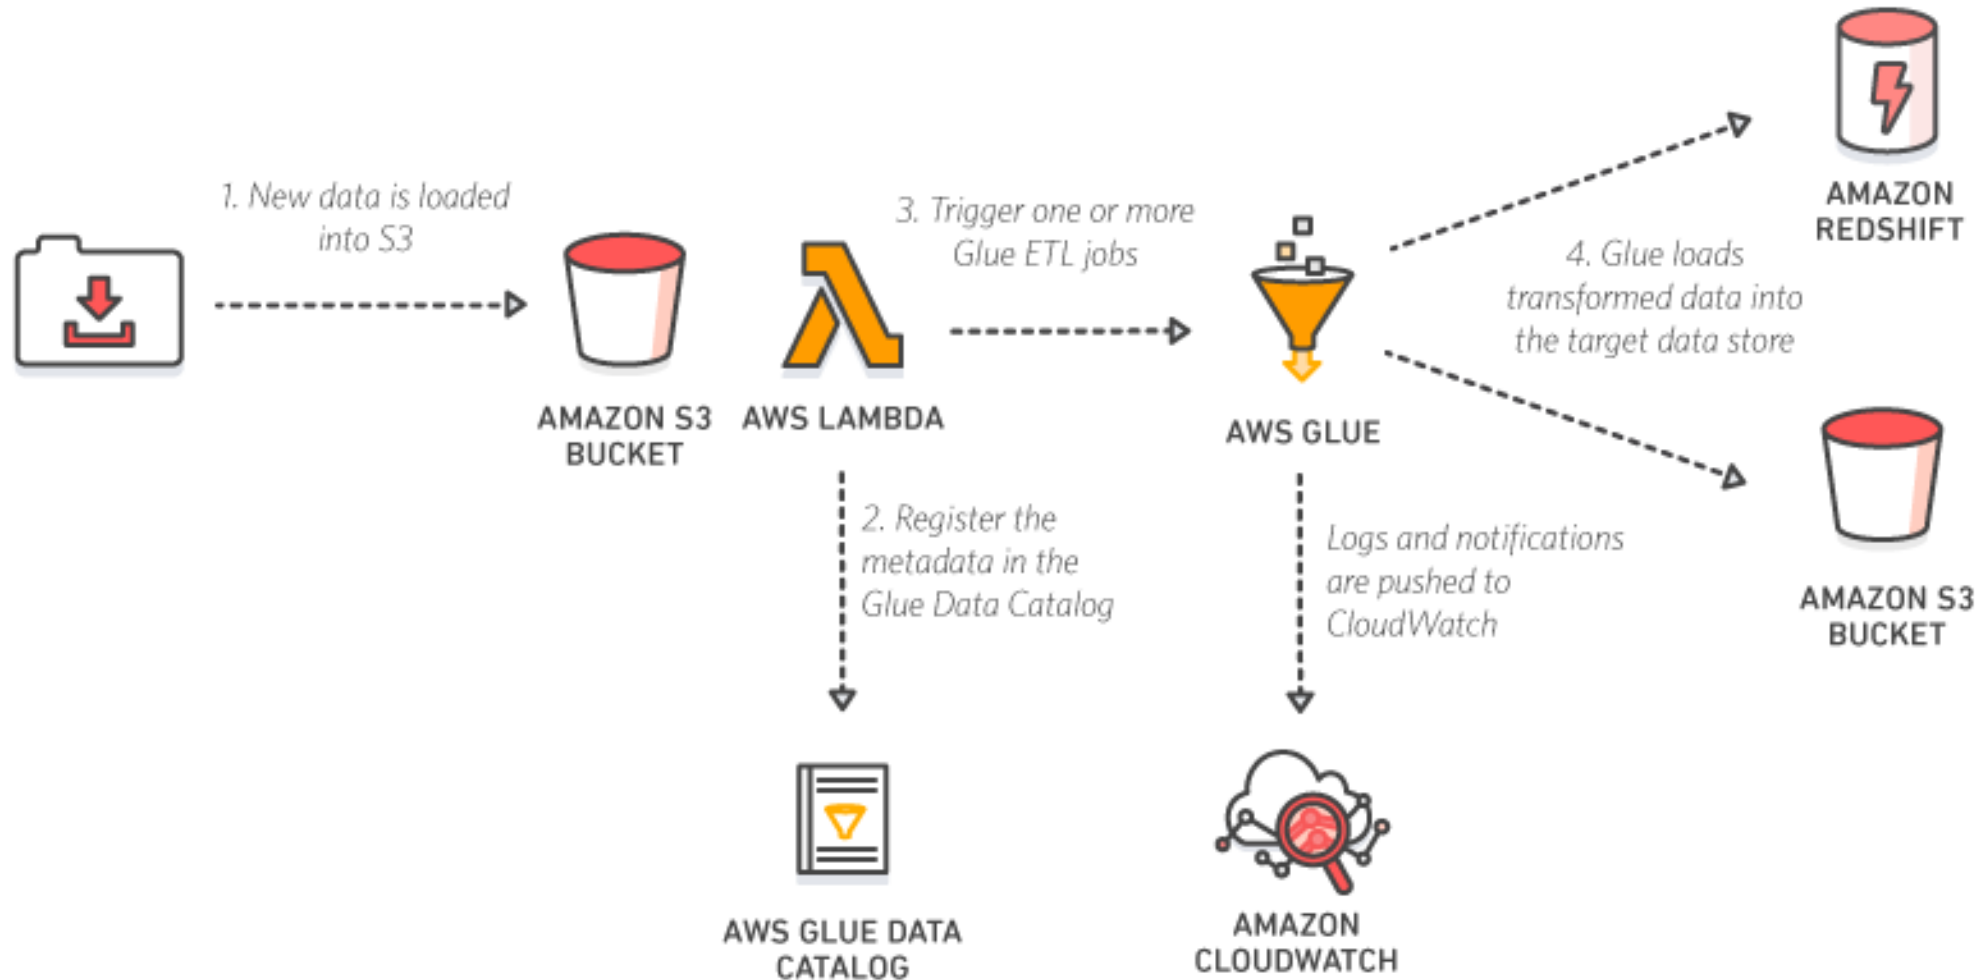 1. New data is loaded
into S3
AMAZON S3
BUCKET
AWS LAMBDA
2. Register the
metadata in the
Glue Data Catalog
AWS GLUE DATA
CATALOG
3. Trigger one or more
Glue ETL jobs
AWS GLUE
Logs and notifications
are pushed to
CloudWatch
AMAZON
CLOUDWATCH
4. Glue loads
transformed data into
the target data store
AMAZON
REDSHIFT
AMAZON S3
BUCKET